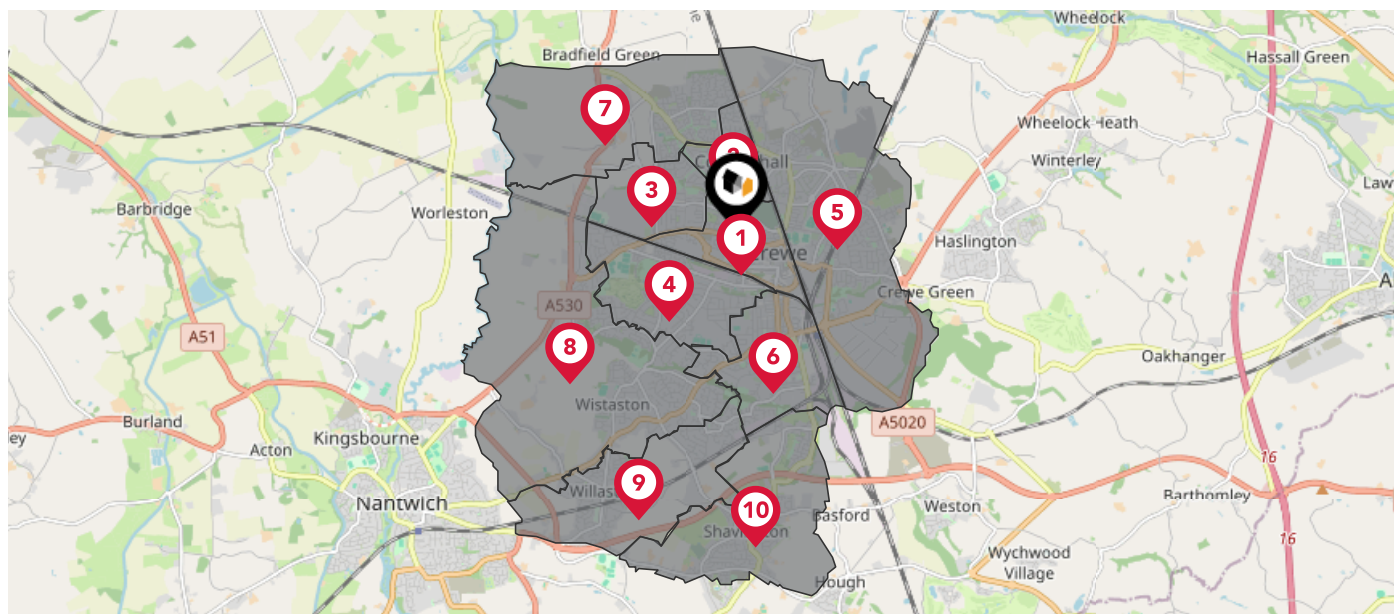 Wheelock
Bradfield Green
Hassall Green
7
Wheelock Heath
2
Winterley
3
Law
Barbridge
Worleston
5
1
Crewe
Haslington
4
Crewe Green
A530
A51
8
6
Oakhanger
Wistaston
Burland
A5020
ey
Kingsbourne
Acton
16
9
Willas
Barthomley
Nantwich
10
Weston
Basford
Shavington
16
Wychwood
Village
Hough